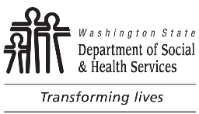 Washington State
Department of Social
& Health Services
Transforming lives